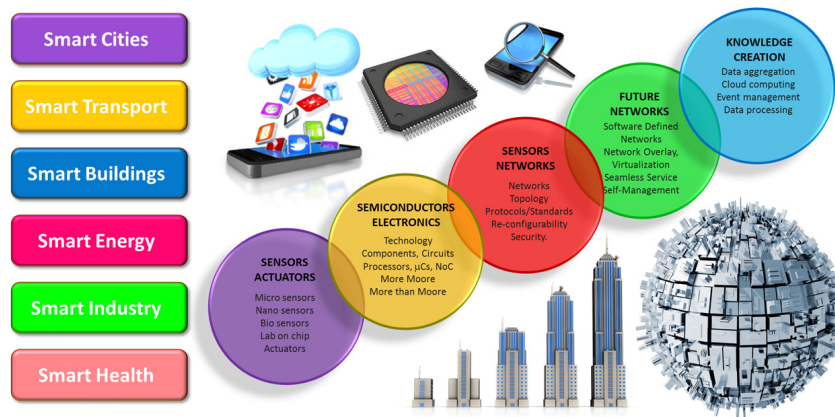 Smart Cities
Smart Transport
Smart Buildings
Smart Energy
Smart Industry
Smart Health
SENSORS
ACTUATORS
Micro sensors
Nano sensors
Bio sensors
Lab on chip
Actuators
SEMICONDUCTORS
ELECTRONICS
Technology
Components, Circuits
Processors, µCs, NoC
More Moore
More than Moore
SENSORS
NETWORKS
Networks
Topology
Protocols/Standards
Re-configurability
Security.
FUTURE
NETWORKS
Software Defined
Networks
Network Overlay,
Virtualization
Seamless Service
Self-Management
KNOWLEDGE
CREATION
Data aggregation
Cloud computing
Event management
Data processing